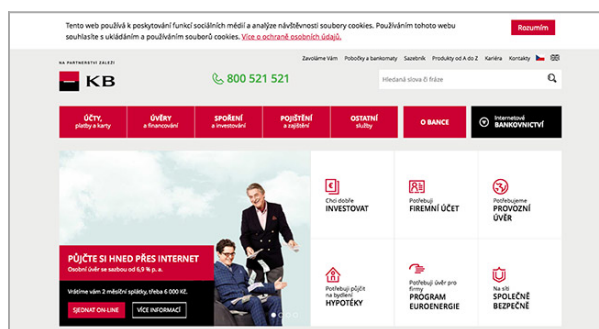 Tento web používá k poskytování funkcí sociálních médií a analýze návštěvnosti soubory cookies. Používáním tohoto webu
souhlasíte s ukládáním a používáním souborů cookies. Více o ochraně osobních údajů.
Rozumím
NA PARTNERSTVÍ ZÁLEŽÍ
Zavoláme Vám Pobočky a bankomaty Sazebník Produkty od A do Z Kariéra Kontakty
KB
800 521 521
Hledaná slova či fráze
ÚČTY,
platby a karty
ÚVĚRY
a financování
SPOŘENÍ
a investování
POJIŠTĚNÍ
a zajištění
OSTATNÍ
služby
O BANCE
Internetové
BANKOVNICTVÍ
Chci dobře
INVESTOVAT
Potřebuji
FIREMNÍ ÚČET
Potřebujeme
PROVOZNÍ
ÚVĚR
PŮJČTE SI HNED PŘES INTERNET
Osobní úvěr se sazbou od 6,9 % p. a.
Vrátíme vám 2 měsíční splátky, třeba 6 000 Kč.
SJEDNAT ON-LINE
VÍCE INFORMACÍ
Potřebuji půjčit
na bydlení
HYPOTÉKY
Potřebuji úvěr pro
firmy
PROGRAM
EUROENERGIE
Na síti
SPOLEČNĚ
BEZPEČNĚ